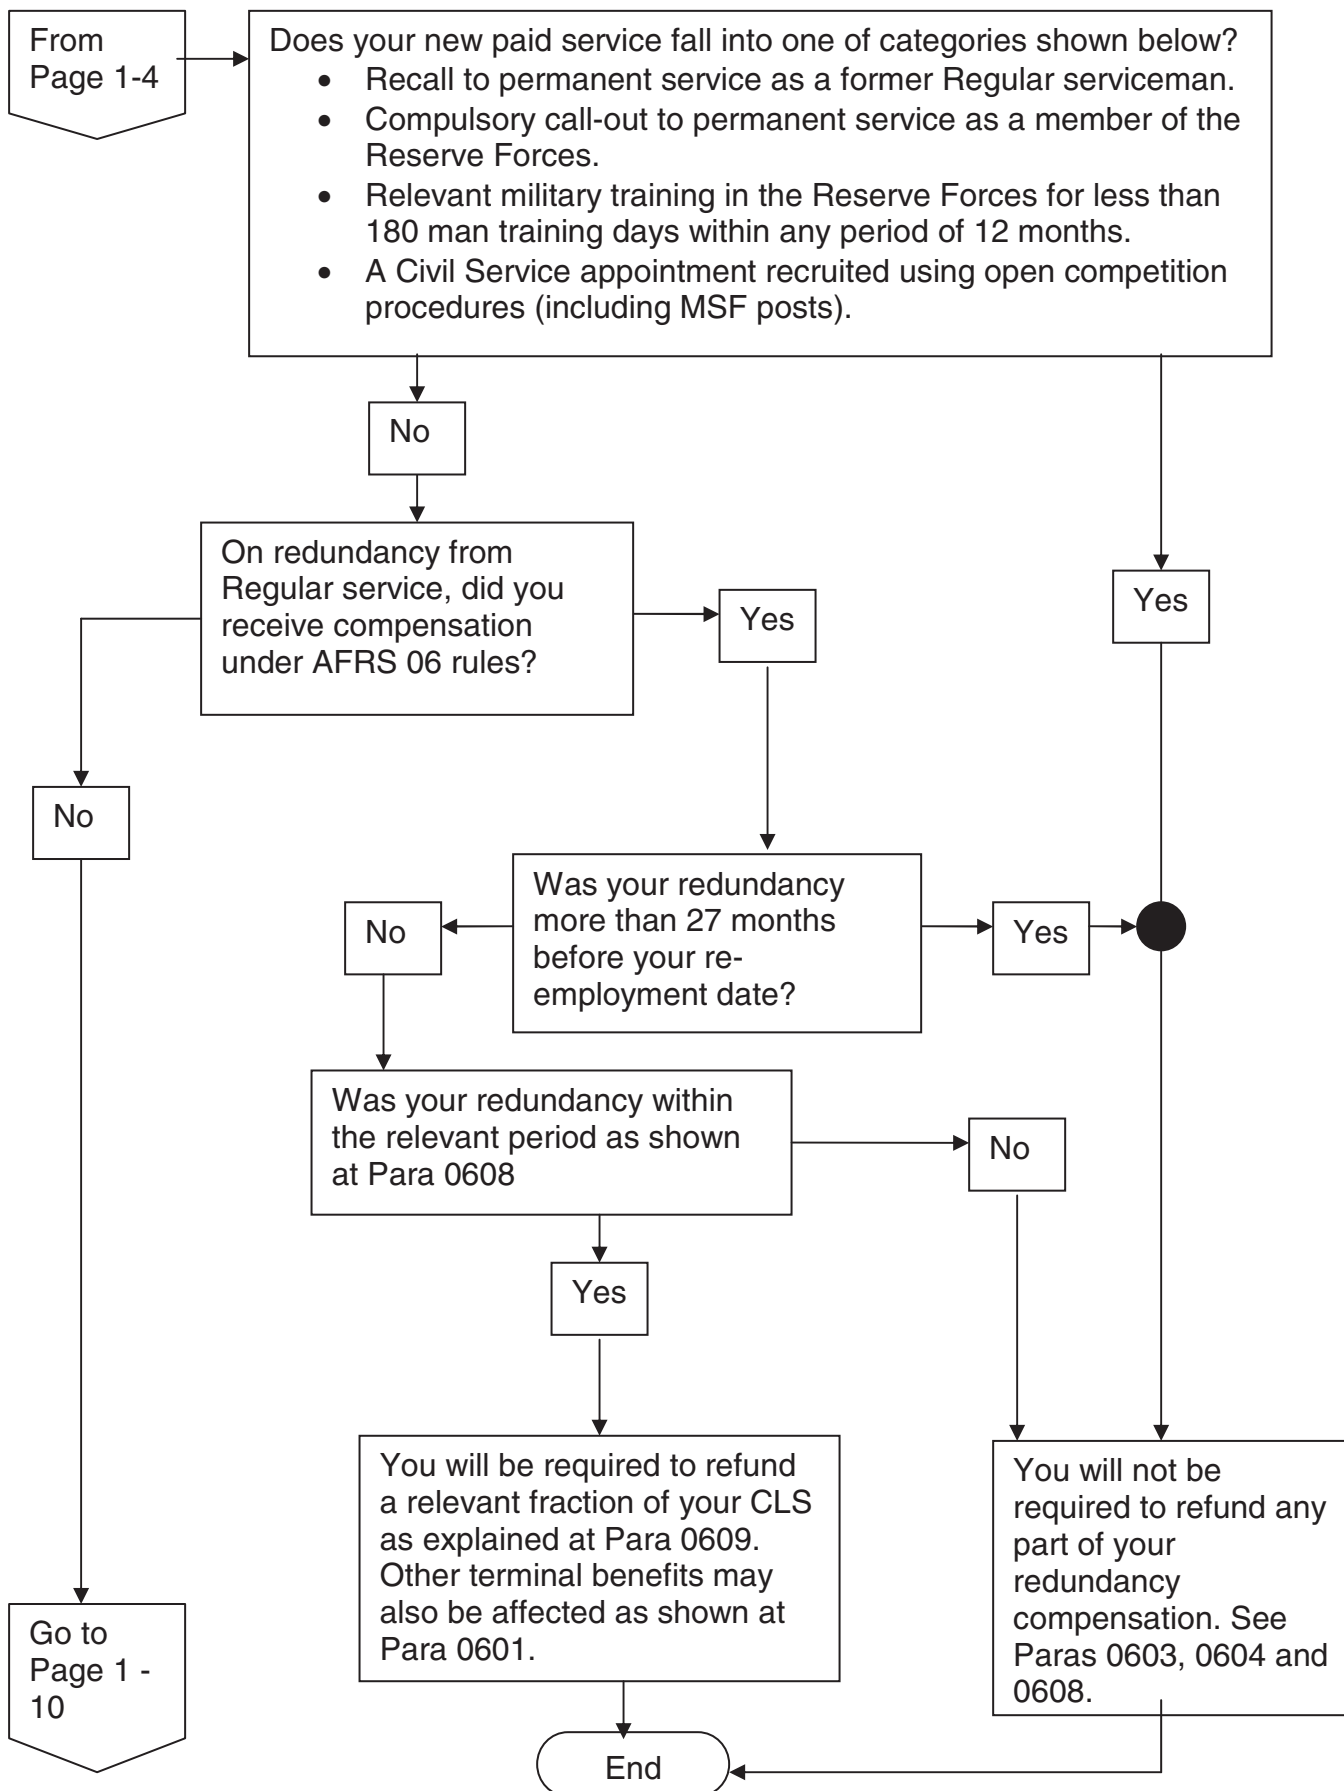 From
Page 1-4
Does your new paid service fall into one of categories shown below?
• Recall to permanent service as a former Regular serviceman.
• Compulsory call-out to permanent service as a member of the
Reserve Forces.
• Relevant military training in the Reserve Forces for less than
180 man training days within any period of 12 months.
• A Civil Service appointment recruited using open competition
procedures (including MSF posts).
No
Yes
On redundancy from
Regular service, did you
receive compensation
under AFRS 06 rules?
Yes
No
Was your redundancy
more than 27 months
before your re-
employment date?
No
Yes
Was your redundancy within
the relevant period as shown
at Para 0608
No
Yes
You will be required to refund
a relevant fraction of your CLS
as explained at Para 0609.
Other terminal benefits may
also be affected as shown at
Para 0601.
You will not be
required to refund any
part of your
redundancy
compensation. See
Paras 0603, 0604 and
0608.
Go to
Page 1 -
10
End